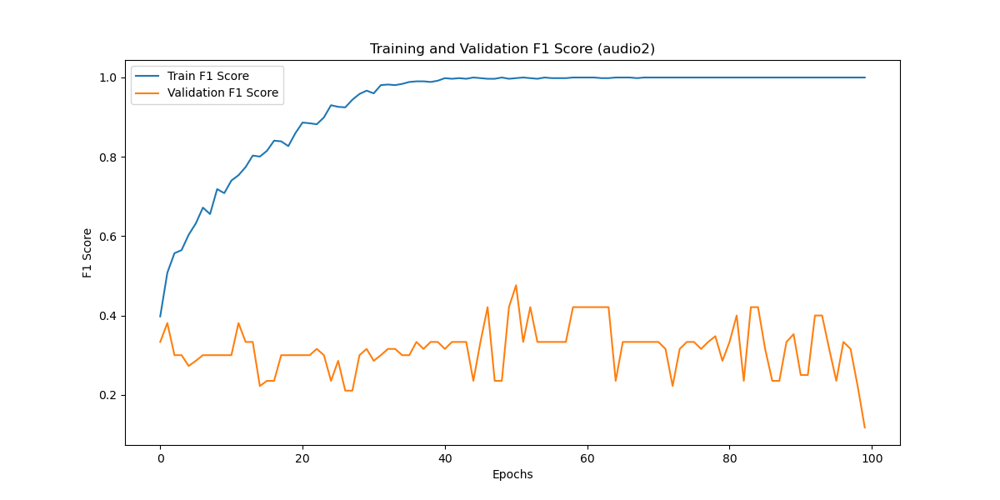 Training and Validation F1 Score (audio2)
Train F1 Score
Validation F1 Score
F1 Score
1.0
0.8
0.6
0.4
0.2
0 20 40 60 80 100
Epochs